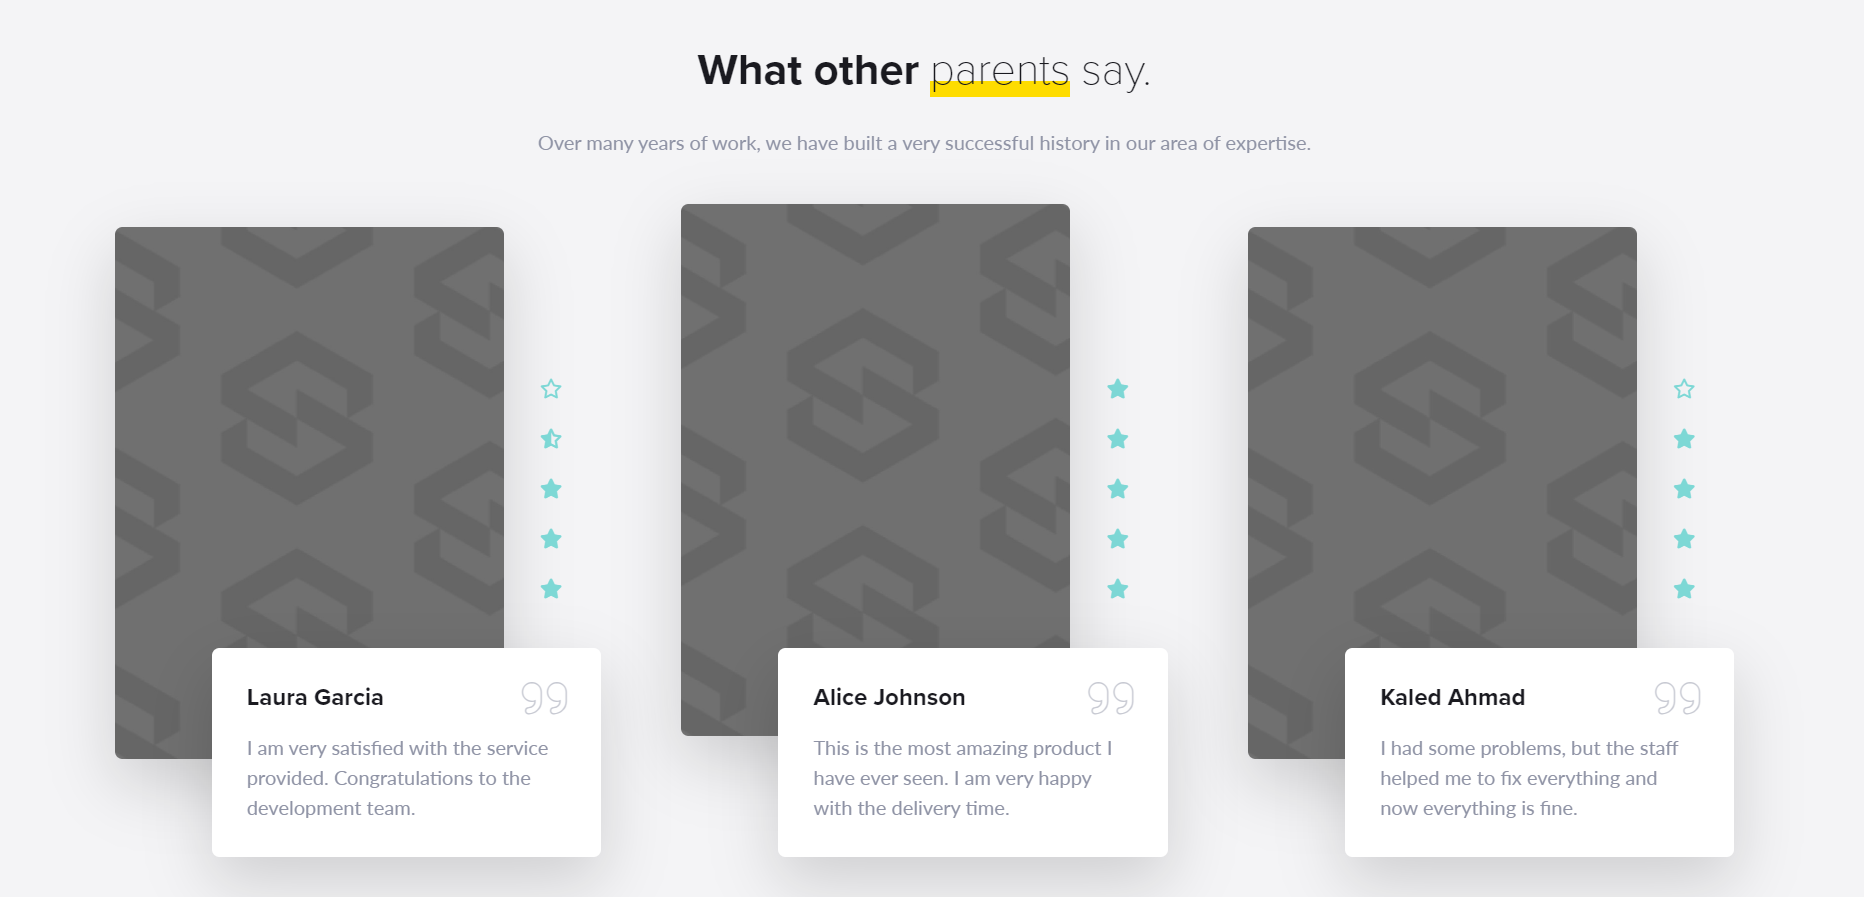 What other parents say.
Over many years of work, we have built a very successful history in our area of expertise.
Laura Garcia
I am very satisfied with the service
provided. Congratulations to the
development team.
Alice Johnson
This is the most amazing product I
have ever seen. I am very happy
with the delivery time.
Kaled Ahmad
I had some problems, but the staff
helped me to fix everything and
now everything is fine.